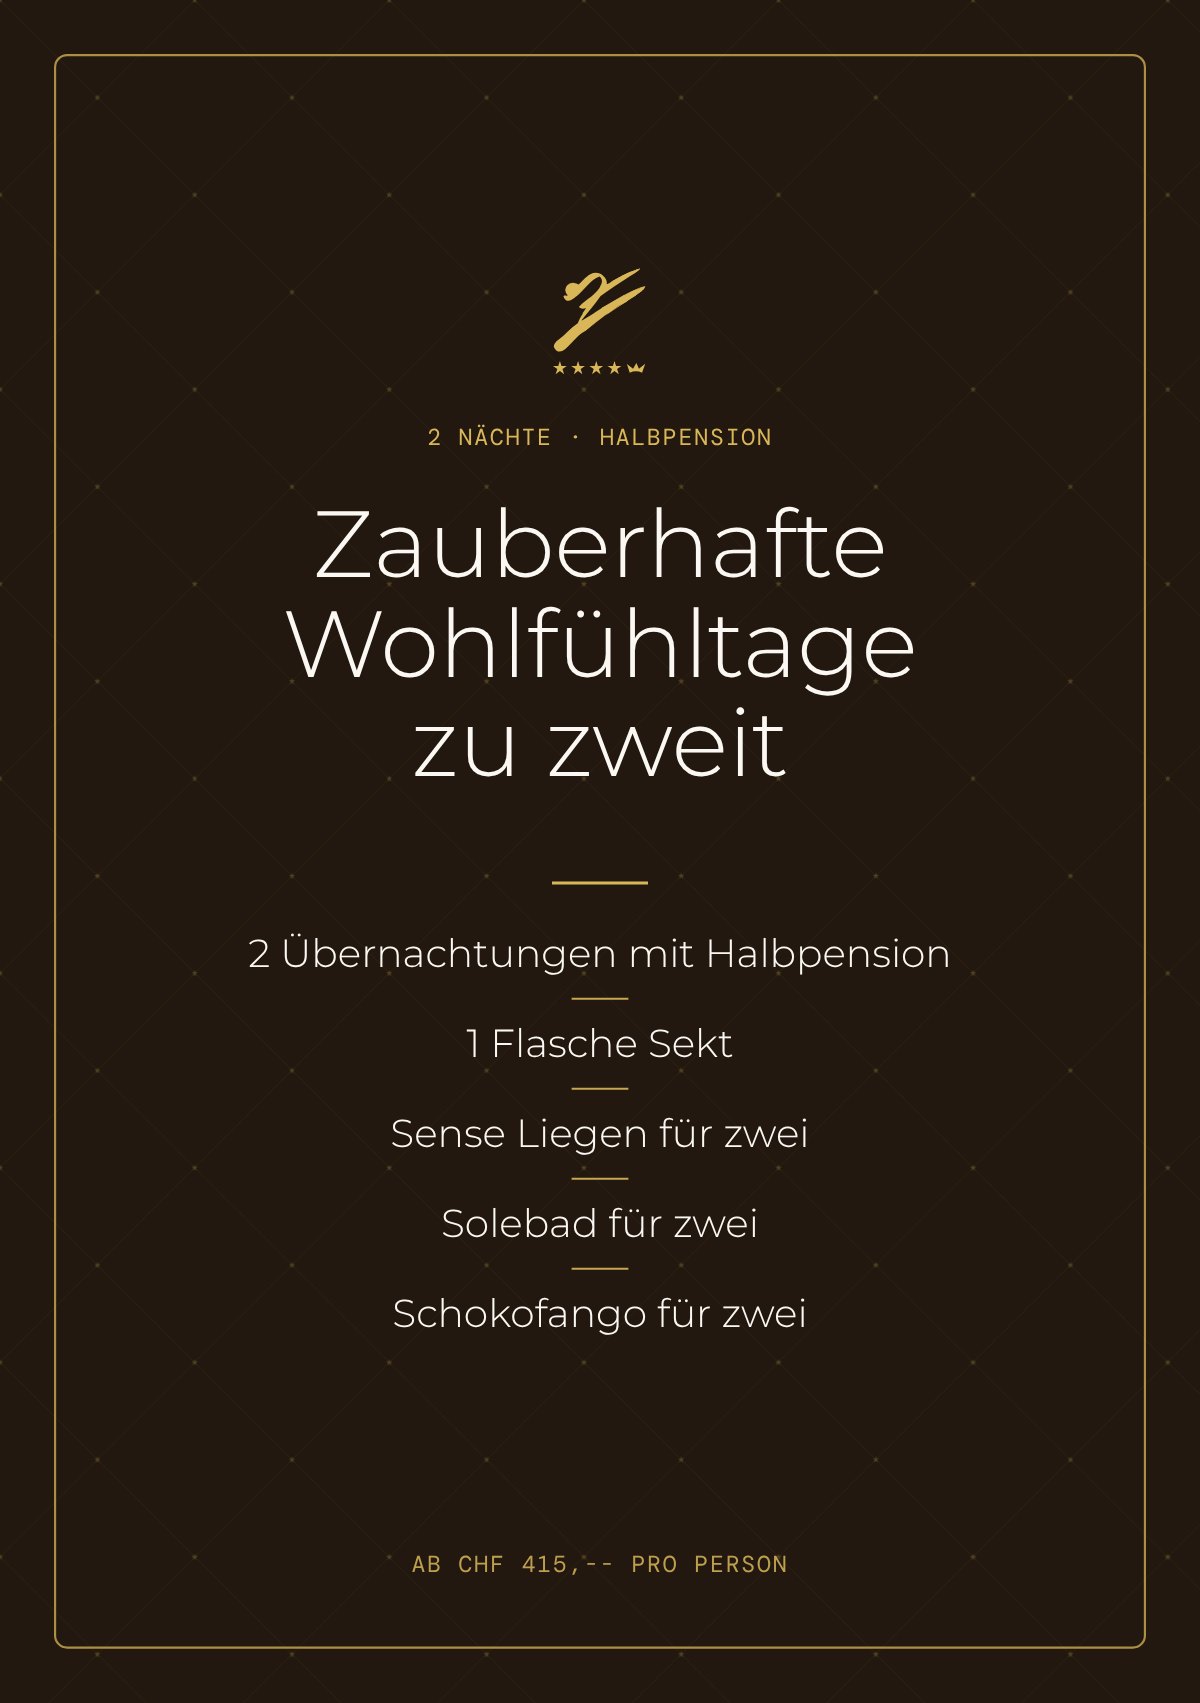 2 NÄCHTE · HALBPENSION
Zauberhafte
Wohlfühltage
zu zweit
2 Übernachtungen mit Halbpension
1 Flasche Sekt
Sense Liegen für zwei
Solebad für zwei
Schokofango für zwei
AB CHF 415,-- PRO PERSON